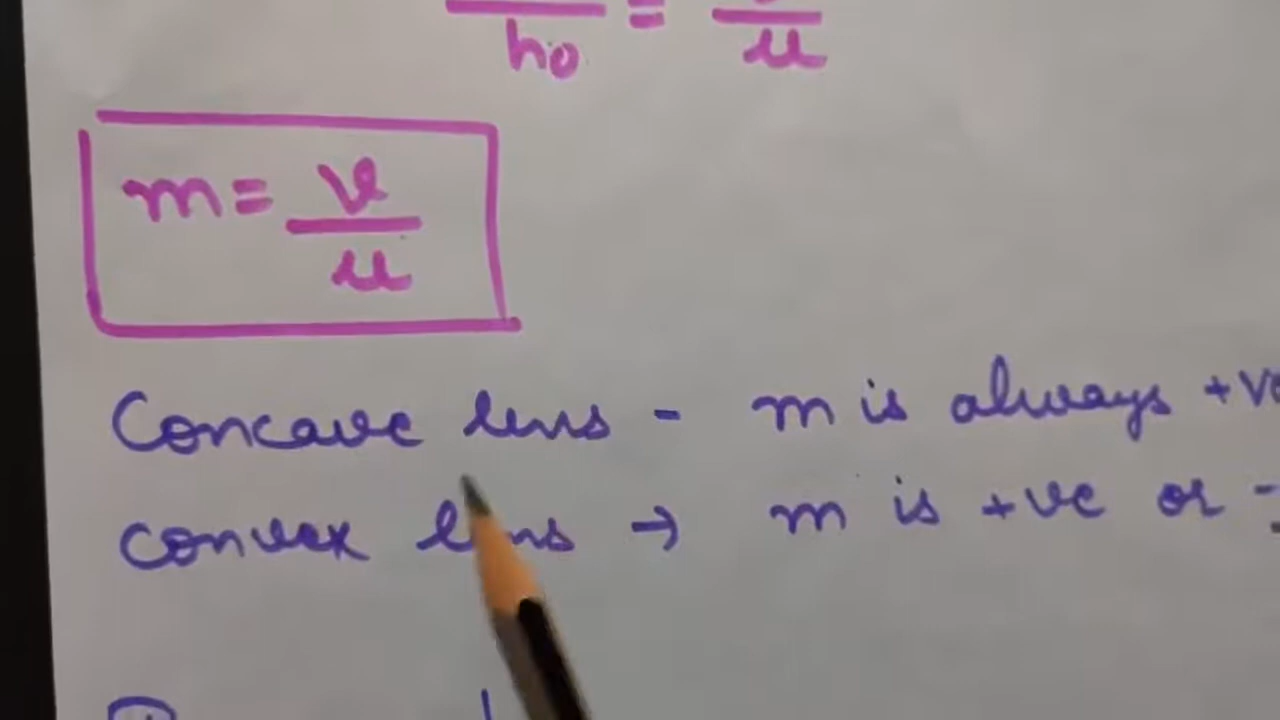 ho = u
m = v
u
Concave lens - m is always +ve
convex lens → m is +ve or -